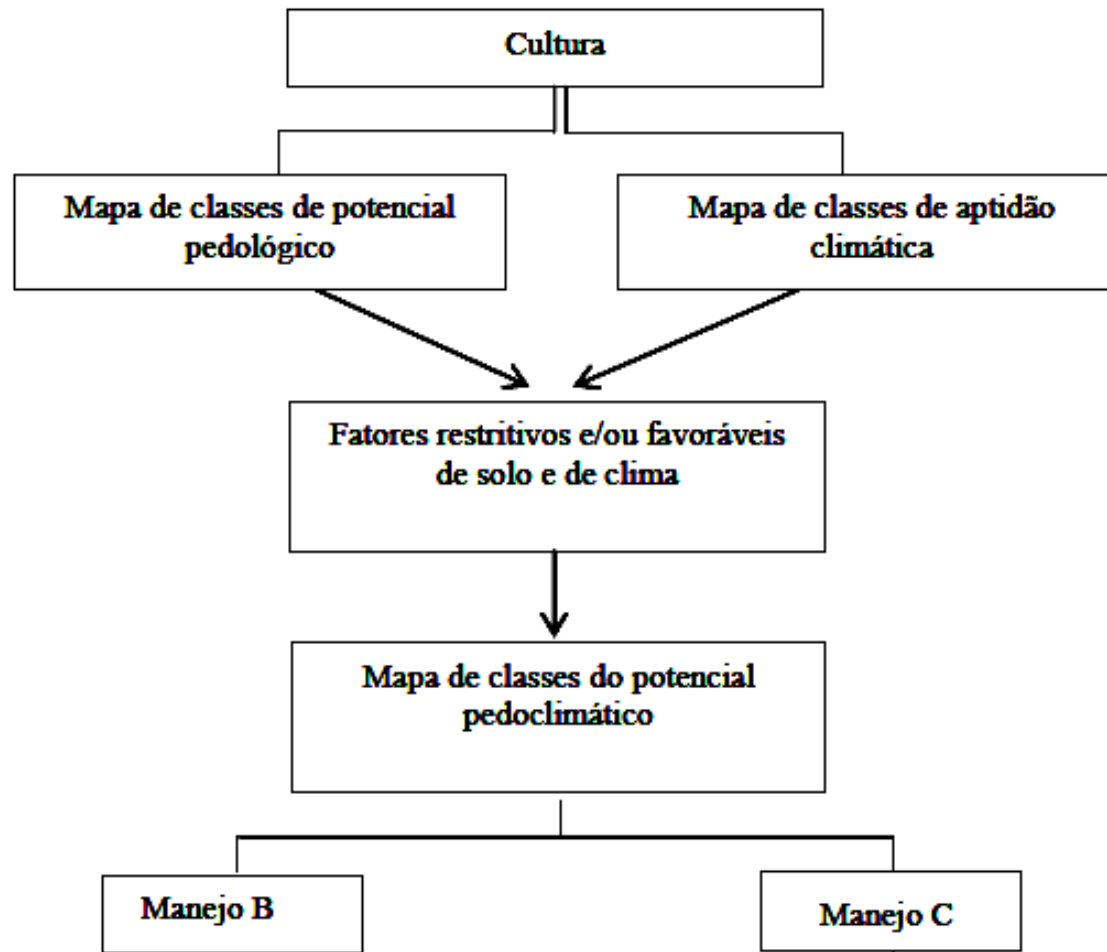 Cultura
Mapa de classes de potencial
pedológico
Mapa de classes de aptidão
climática
Fatores restritivos e/ou favoráveis
de solo e de clima
Mapa de classes do potencial
pedoclimático
Manejo B
Manejo C